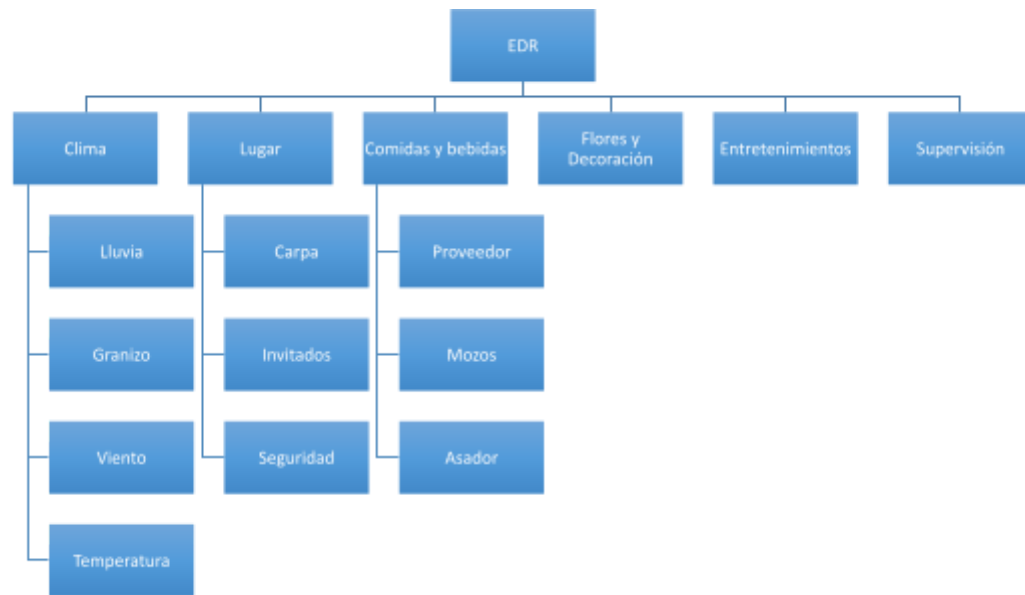 EDR
Clima
Lugar
Comidas y bebidas
Flores y
Decoración
Entretenimientos
Supervisión
Lluvia
Carpa
Proveedor
Granizo
Invitados
Mozos
Viento
Seguridad
Asador
Temperatura